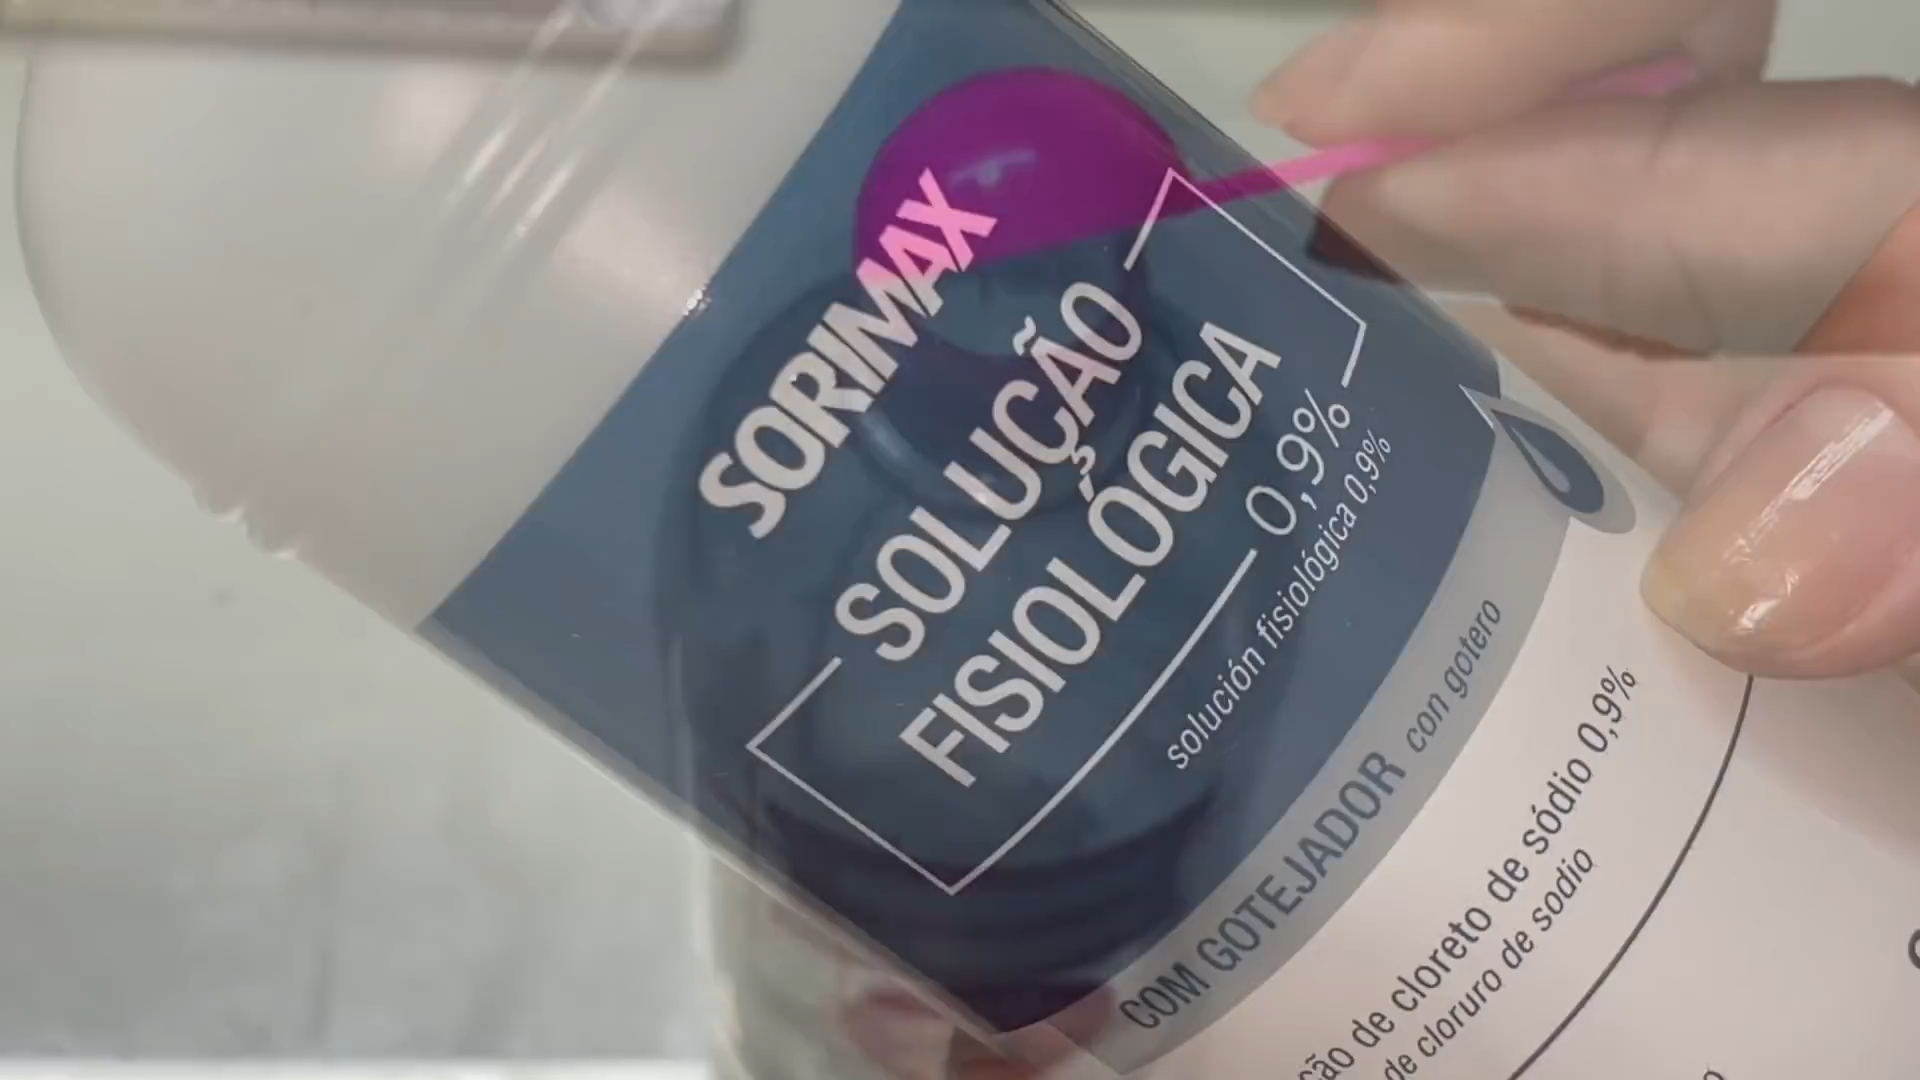 SORIMAX
SOLUÇÃO
FISIOLÓGICA
0,9%
solución fisiológica 0,9%
COM GOTEJADOR con gotero
de cloreto de sódio 0,9%
de cloruro de sodio